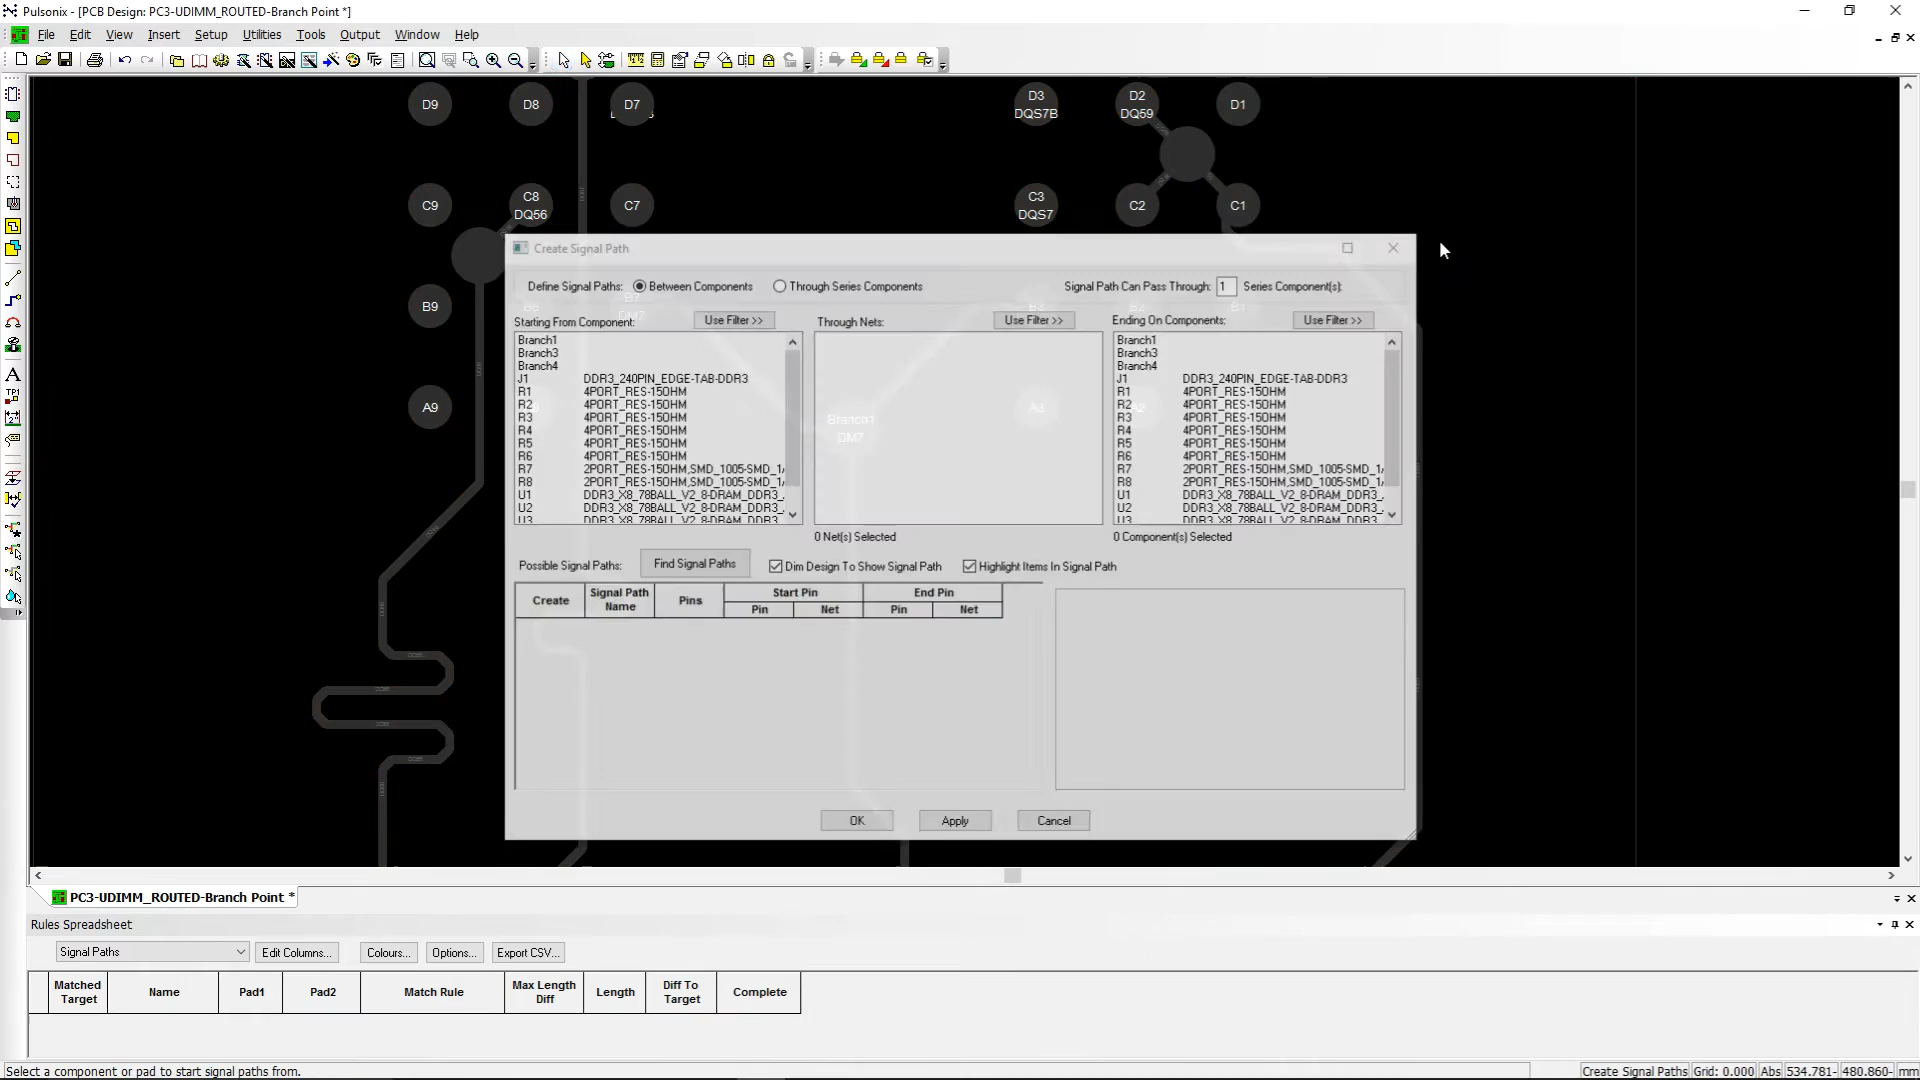 Pulsonix - [PCB Design: PC3-UDIMM_ROUTED-Branch Point *]
File Edit View Insert Setup Utilities Tools Output Window Help
D9 D8 D7 D3 D2 D1
DQS7B DQ59
C9 C8 C7 C3 C2 C1
DQ56 DQS7
Create Signal Path
Define Signal Paths: Between Components Through Series Components Signal Path Can Pass Through: 1 Series Component(s):
B9
Starting From Component: Use Filter >> Through Nets: Use Filter >> Ending On Components: Use Filter >>
Branch1 Branch1
Branch3 Branch3
Branch4 Branch4
J1 DDR3_240PIN_EDGE-TAB-DDR3 J1 DDR3_240PIN_EDGE-TAB-DDR3
R1 4PORT_RES-15OHM R1 4PORT_RES-15OHM
R2 4PORT_RES-15OHM R2 4PORT_RES-15OHM
A9 A3 A2
R3 4PORT_RES-15OHM Branch1 R3 4PORT_RES-15OHM
R4 4PORT_RES-15OHM DM7 R4 4PORT_RES-15OHM
R5 4PORT_RES-15OHM R5 4PORT_RES-15OHM
R6 4PORT_RES-15OHM R6 4PORT_RES-15OHM
R7 2PORT_RES-15OHM,SMD_1005-SMD_1 R7 2PORT_RES-15OHM,SMD_1005-SMD_1
R8 2PORT_RES-15OHM,SMD_1005-SMD_1 R8 2PORT_RES-15OHM,SMD_1005-SMD_1
U1 DDR3_X8_78BALL_V2_8-DRAM_DDR3_ U1 DDR3_X8_78BALL_V2_8-DRAM_DDR3_
U2 DDR3_X8_78BALL_V2_8-DRAM_DDR3_ U2 DDR3_X8_78BALL_V2_8-DRAM_DDR3_
U3 DDR3_X8_78BALL_V2_8-DRAM_DDR3_ U3 DDR3_X8_78BALL_V2_8-DRAM_DDR3_
0 Net(s) Selected 0 Component(s) Selected
Possible Signal Paths: Find Signal Paths Dim Design To Show Signal Path Highlight Items In Signal Path
Create Signal Path Name Pins Start Pin End Pin
Pin Net Pin Net
OK Apply Cancel
PC3-UDIMM_ROUTED-Branch Point *
Rules Spreadsheet
Signal Paths Edit Columns... Colours... Options... Export CSV...
Matched Target Name Pad1 Pad2 Match Rule Max Length Diff Length Diff To Target Complete
Select a component or pad to start signal paths from. Create Signal Paths Grid: 0.000 Abs 534.781- 480.860- mm